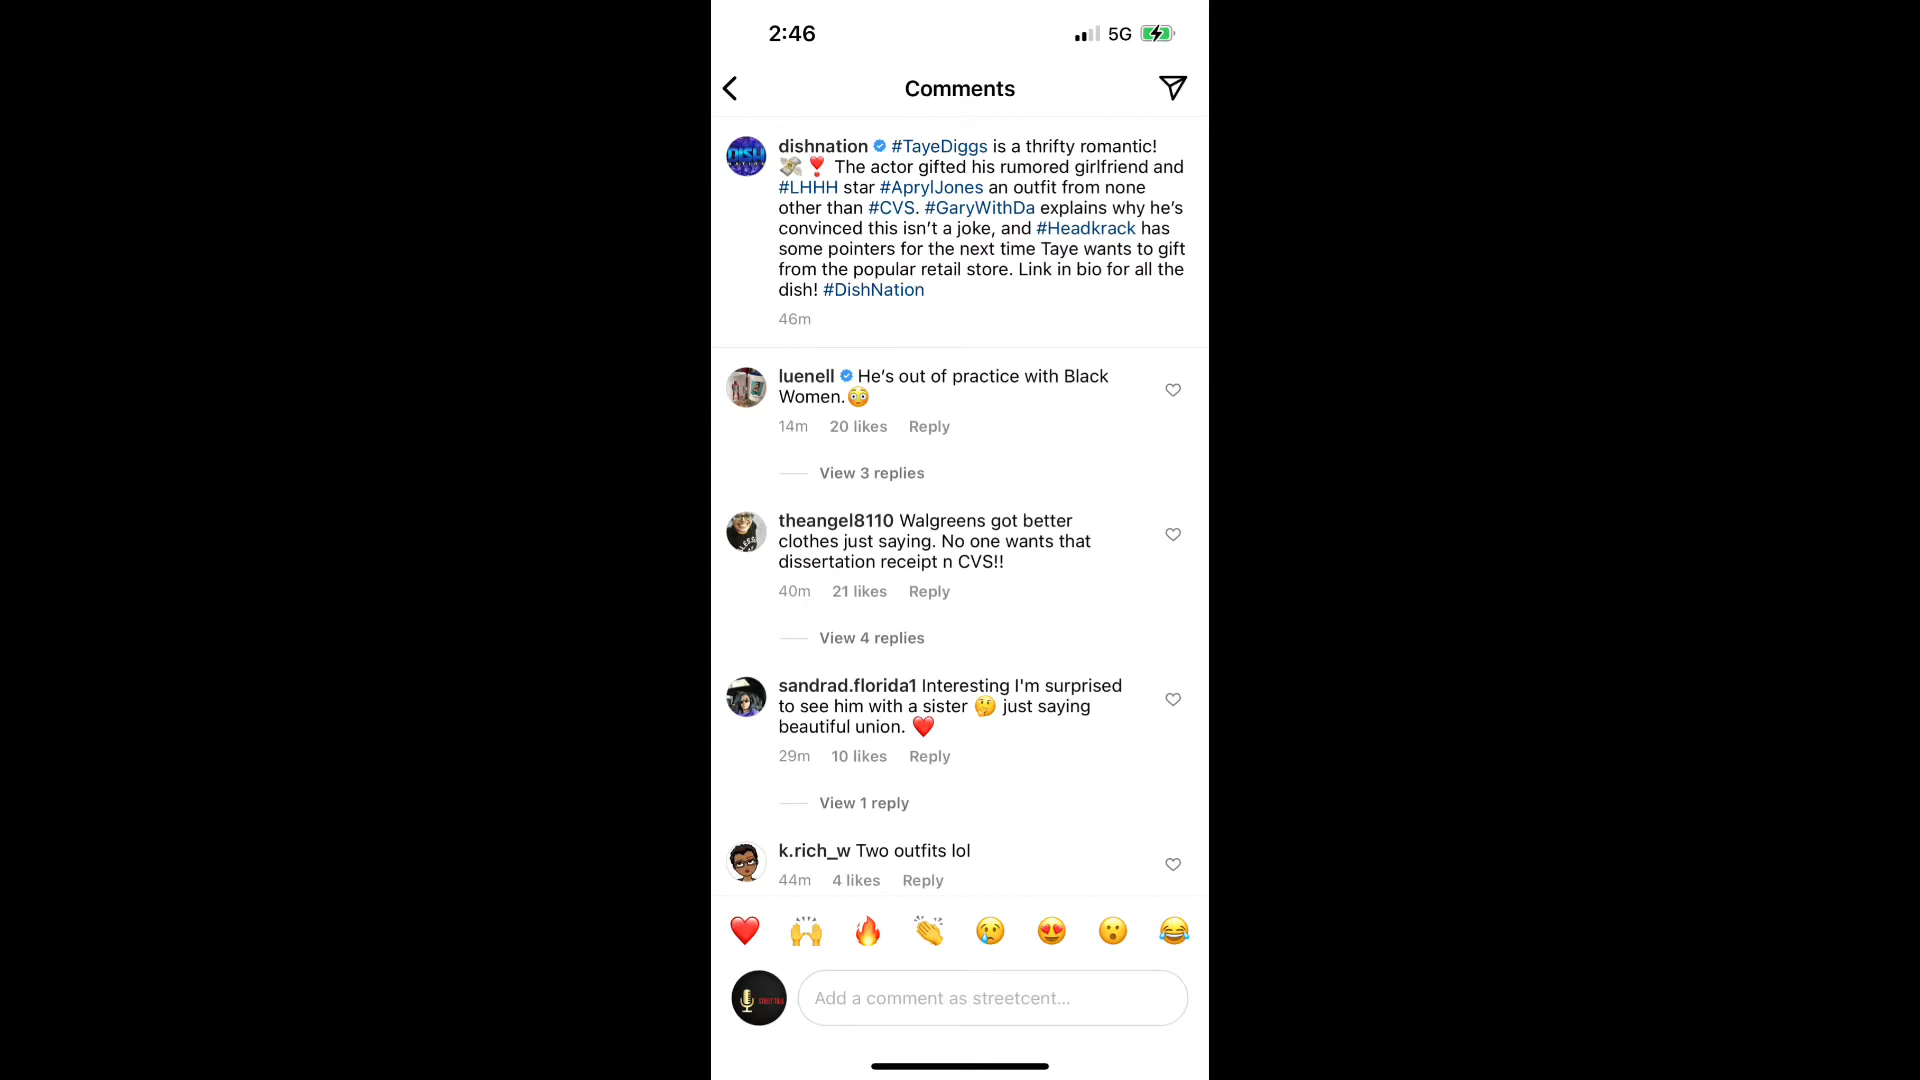 2:46
5G
Comments
DISH
NATION
dishnation #TayeDiggs is a thrifty romantic!
💸❣️ The actor gifted his rumored girlfriend and
#LHHH star #AprylJones an outfit from none
other than #CVS. #GaryWithDa explains why he’s
convinced this isn’t a joke, and #Headkrack has
some pointers for the next time Taye wants to gift
from the popular retail store. Link in bio for all the
dish! #DishNation
46m
luenell He’s out of practice with Black
Women.😳
14m 20 likes Reply
View 3 replies
theangel8110 Walgreens got better
clothes just saying. No one wants that
dissertation receipt n CVS!!
40m 21 likes Reply
View 4 replies
sandrad.florida1 Interesting I'm surprised
to see him with a sister 🤔 just saying
beautiful union. ❤️
29m 10 likes Reply
View 1 reply
k.rich_w Two outfits lol
44m 4 likes Reply
❤️ 🙌 🔥 👏 😢 😍 😮 😂
STREET TALK
Add a comment as streetcent...